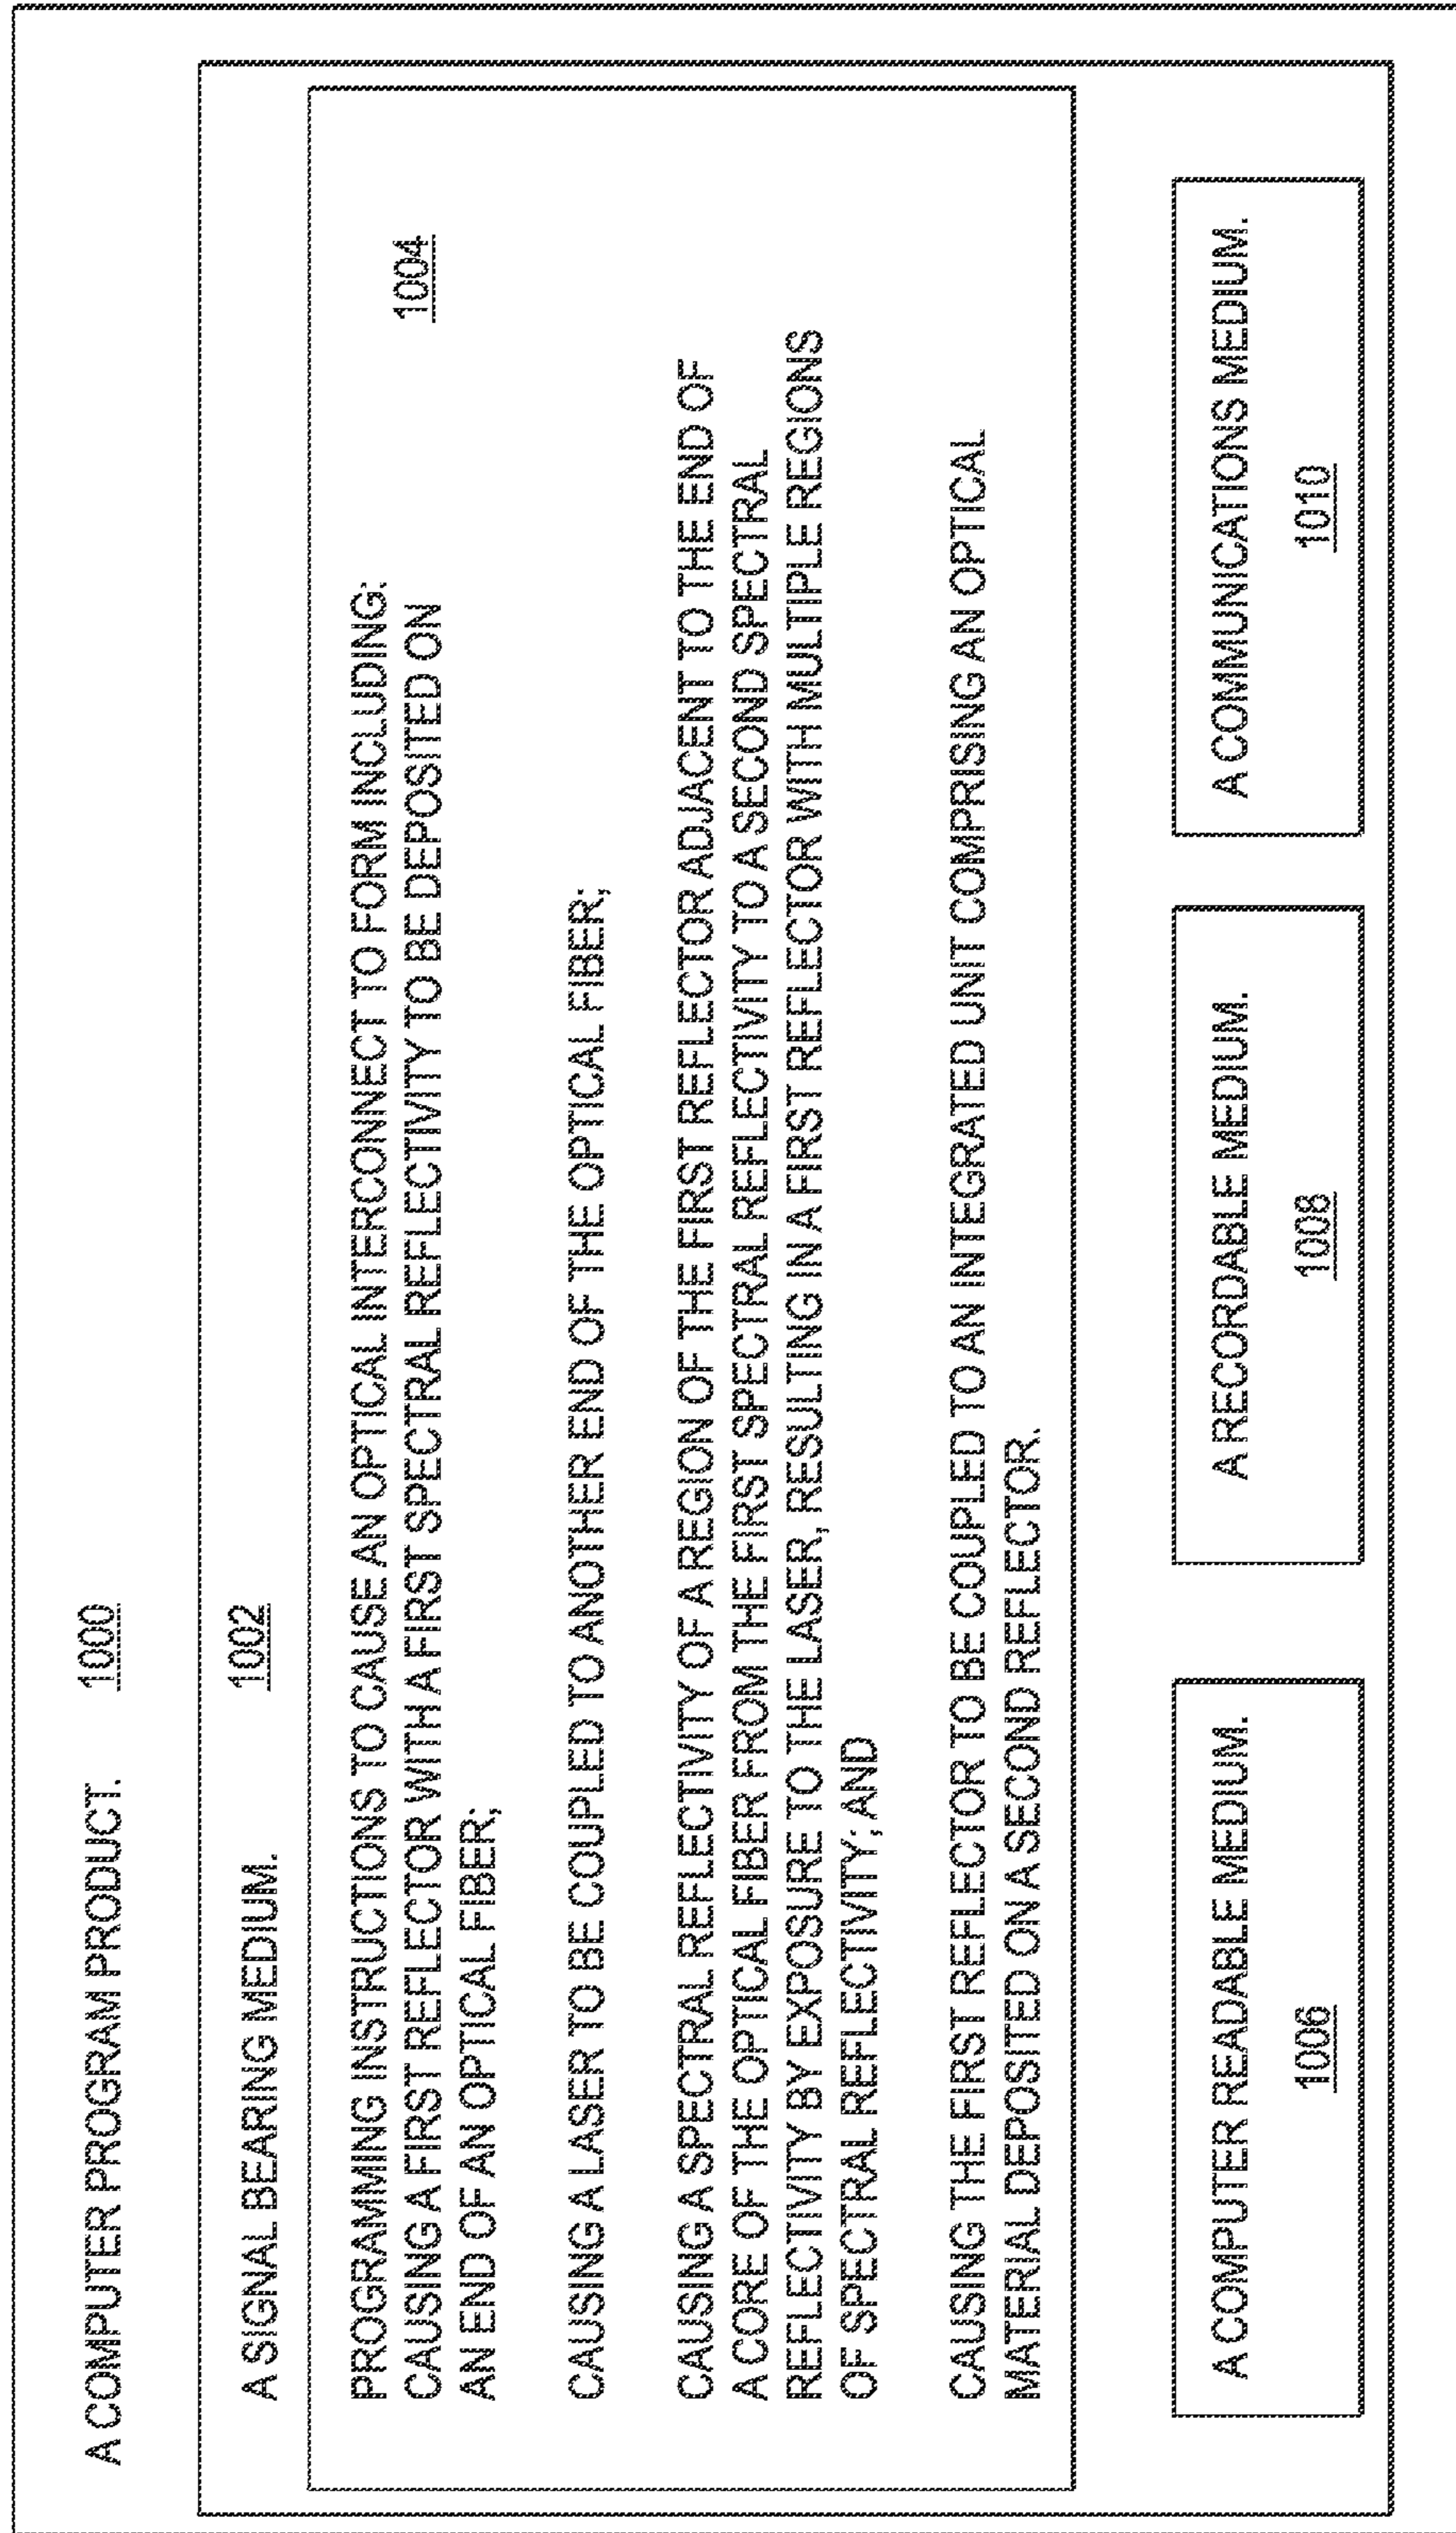 A COMPUTER PROGRAM PRODUCT. 1000
A SIGNAL BEARING MEDIUM. 1002
1004
PROGRAMMING INSTRUCTIONS TO CAUSE AN OPTICAL INTERCONNECT TO FORM INCLUDING:
CAUSING A FIRST REFLECTOR WITH A FIRST SPECTRAL REFLECTIVITY TO BE DEPOSITED ON
AN END OF AN OPTICAL FIBER;
CAUSING A LASER TO BE COUPLED TO ANOTHER END OF THE OPTICAL FIBER;
CAUSING A SPECTRAL REFLECTIVITY OF A REGION OF THE FIRST REFLECTOR ADJACENT TO THE END OF
A CORE OF THE OPTICAL FIBER FROM THE FIRST SPECTRAL REFLECTIVITY TO A SECOND SPECTRAL
REFLECTIVITY BY EXPOSURE TO THE LASER, RESULTING IN A FIRST REFLECTOR WITH MULTIPLE REGIONS
OF SPECTRAL REFLECTIVITY; AND
CAUSING THE FIRST REFLECTOR TO BE COUPLED TO AN INTEGRATED UNIT COMPRISING AN OPTICAL
MATERIAL DEPOSITED ON A SECOND REFLECTOR.
A COMPUTER READABLE MEDIUM.
1006
A RECORDABLE MEDIUM.
1008
A COMMUNICATIONS MEDIUM.
1010